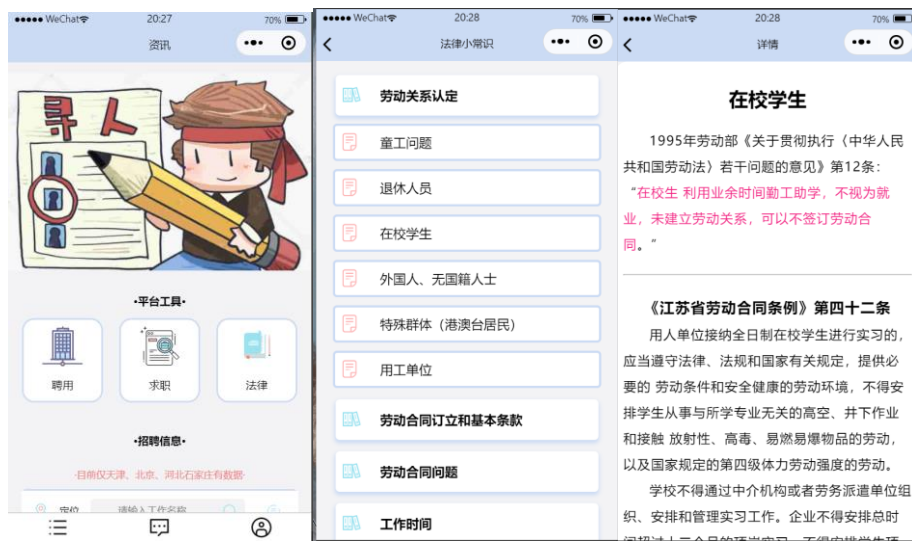 ●●●●● WeChat
20:27
70%
资讯
寻人
·平台工具·
聘用
求职
法律
·招聘信息·
·目前仅天津、北京、河北石家庄有数据·
定位
请输入工作名称
●●●●● WeChat
20:28
70%
法律小常识
劳动关系认定
童工问题
退休人员
在校学生
外国人、无国籍人士
特殊群体（港澳台居民）
用工单位
劳动合同订立和基本条款
劳动合同问题
工作时间
●●●●● WeChat
20:28
70%
详情
在校学生
1995年劳动部《关于贯彻执行〈中华人民
共和国劳动法〉若干问题的意见》第12条：
“在校生 利用业余时间勤工助学，不视为就
业，未建立劳动关系，可以不签订劳动合
同。”
《江苏省劳动合同条例》第四十二条
用人单位接纳全日制在校学生进行实习的，
应当遵守法律、法规和国家有关规定，提供必
要的 劳动条件和安全健康的劳动环境，不得安
排学生从事与所学专业无关的高空、井下作业
和接触 放射性、高毒、易燃易爆物品的劳动，
以及国家规定的第四级体力劳动强度的劳动。
学校不得通过中介机构或者劳务派遣单位组
织、安排和管理实习工作。企业不得安排总时